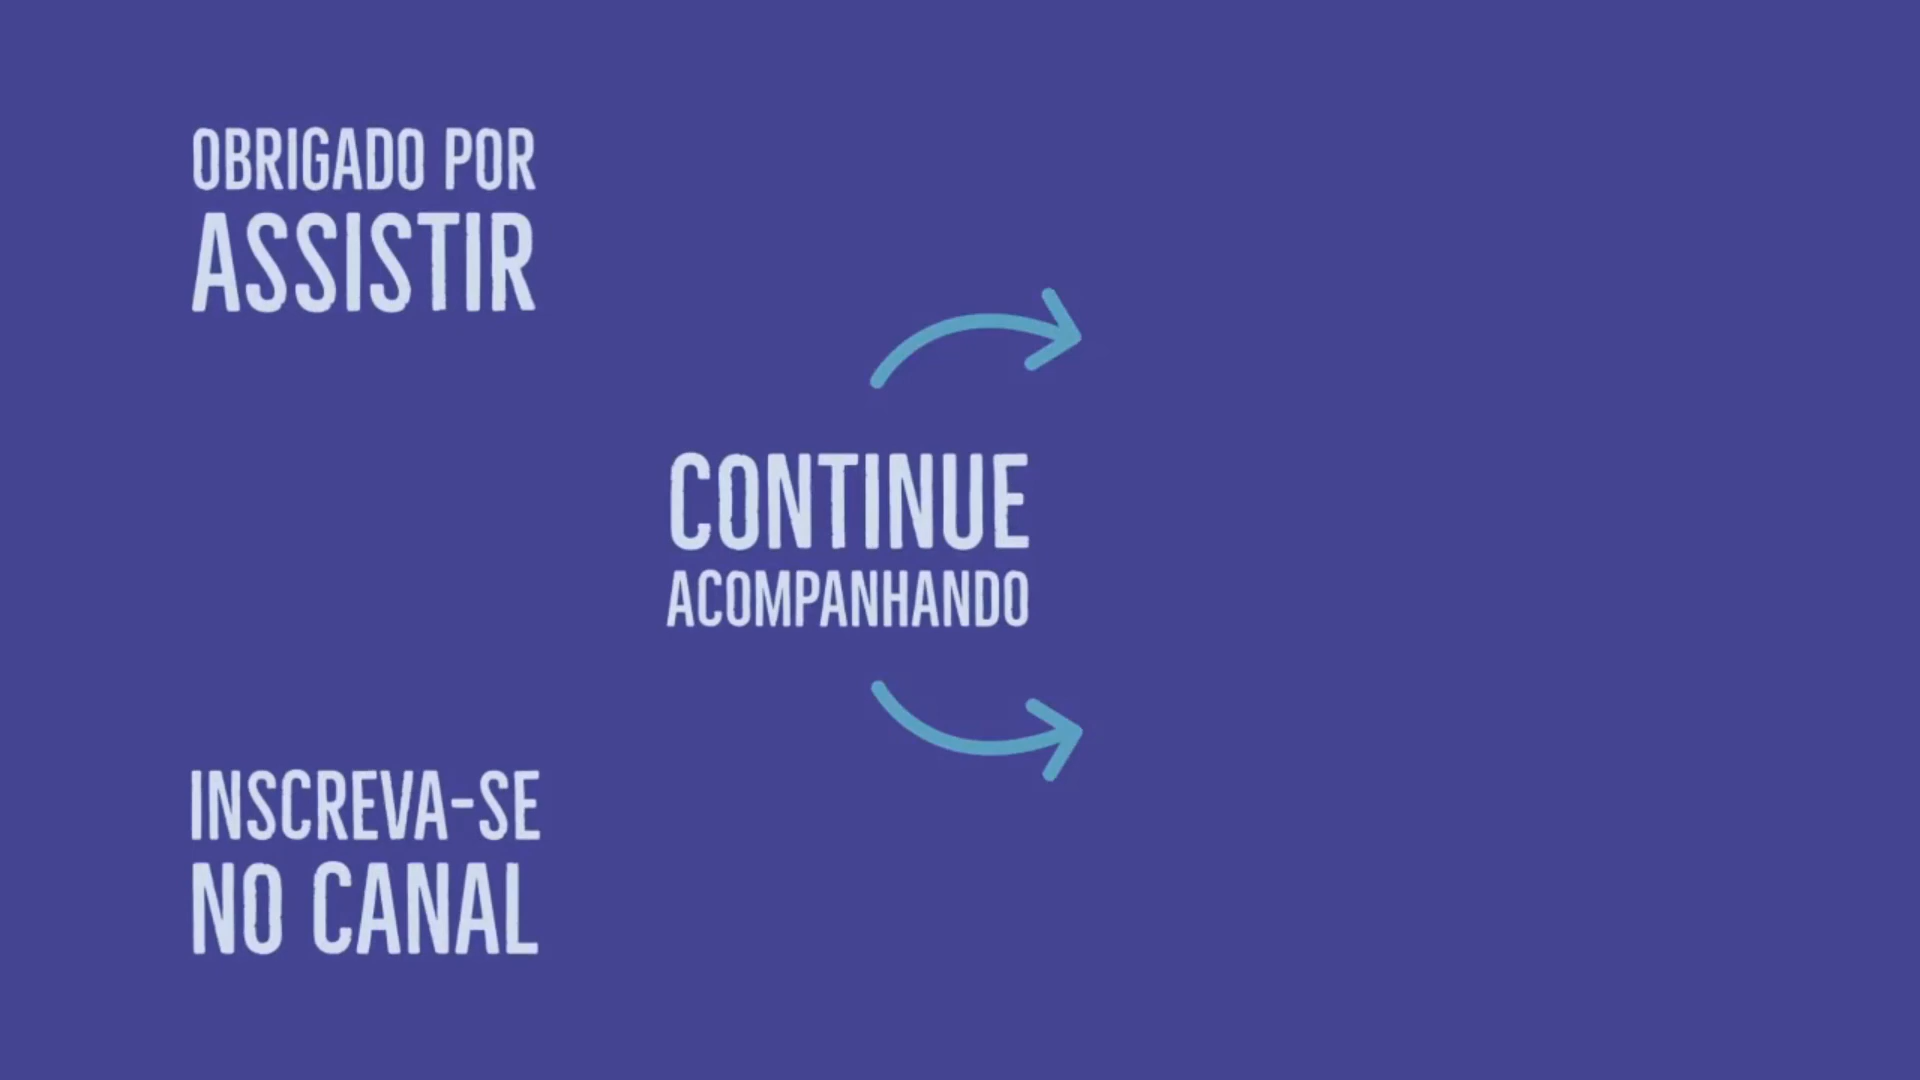 OBRIGADO POR
ASSISTIR
CONTINUE
ACOMPANHANDO
INSCREVA-SE
NO CANAL